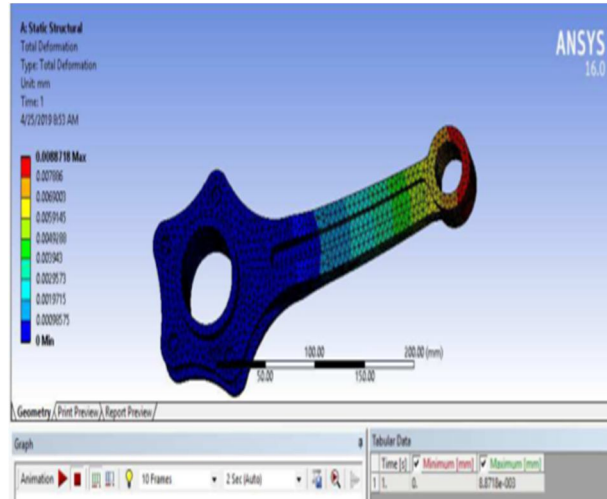 A: Static Structural
Total Deformation
Type: Total Deformation
Unit: mm
Time: 1
4/25/2019 8:53 AM
ANSYS
16.0
0.0088718 Max
0.007886
0.0069003
0.0059145
0.0049288
0.003943
0.0029573
0.0019715
0.00098575
0 Min
100.00
200.00 (mm)
50.00
150.00
Geometry Print Preview Report Preview
Graph
Animation
10 Frames
2 Sec (Auto)
Tabular Data
Time [s]
Minimum [mm]
Maximum [mm]
1
1.
0.
8.8718e-003